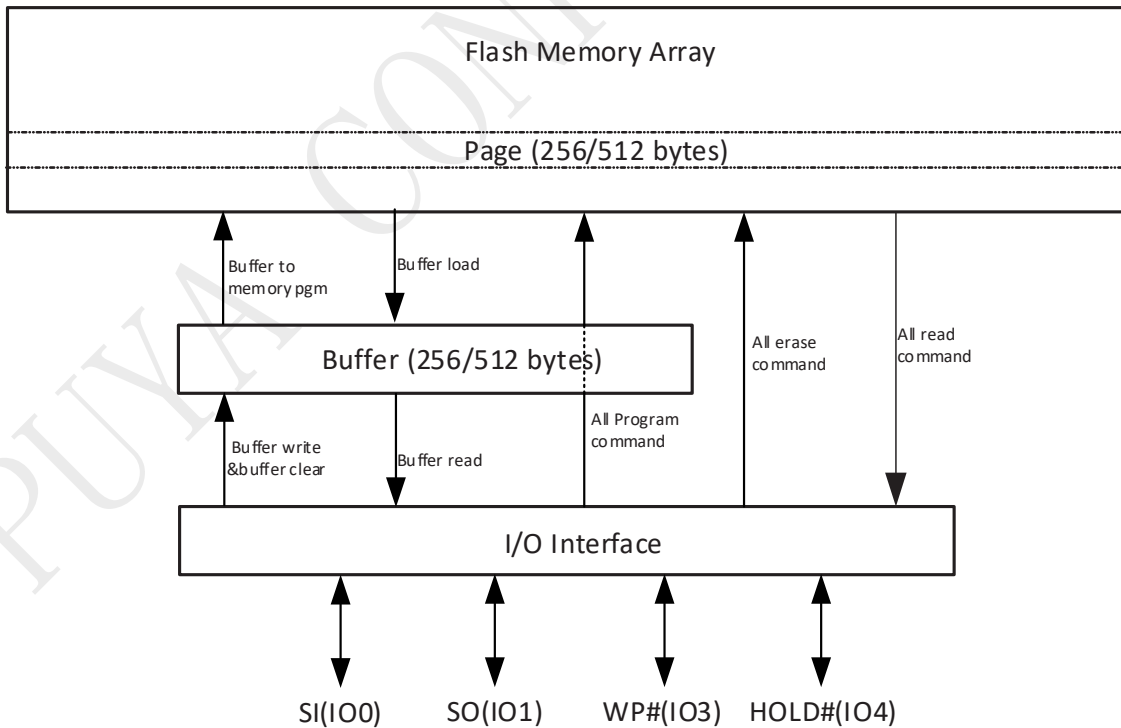 Flash Memory Array
Page (256/512 bytes)
Buffer to
memory pgm
Buffer load
All erase
command
All read
command
Buffer (256/512 bytes)
All Program
command
Buffer write
&buffer clear
Buffer read
I/O Interface
SI(IO0)
SO(IO1)
WP#(IO3)
HOLD#(IO4)
PUYA CON